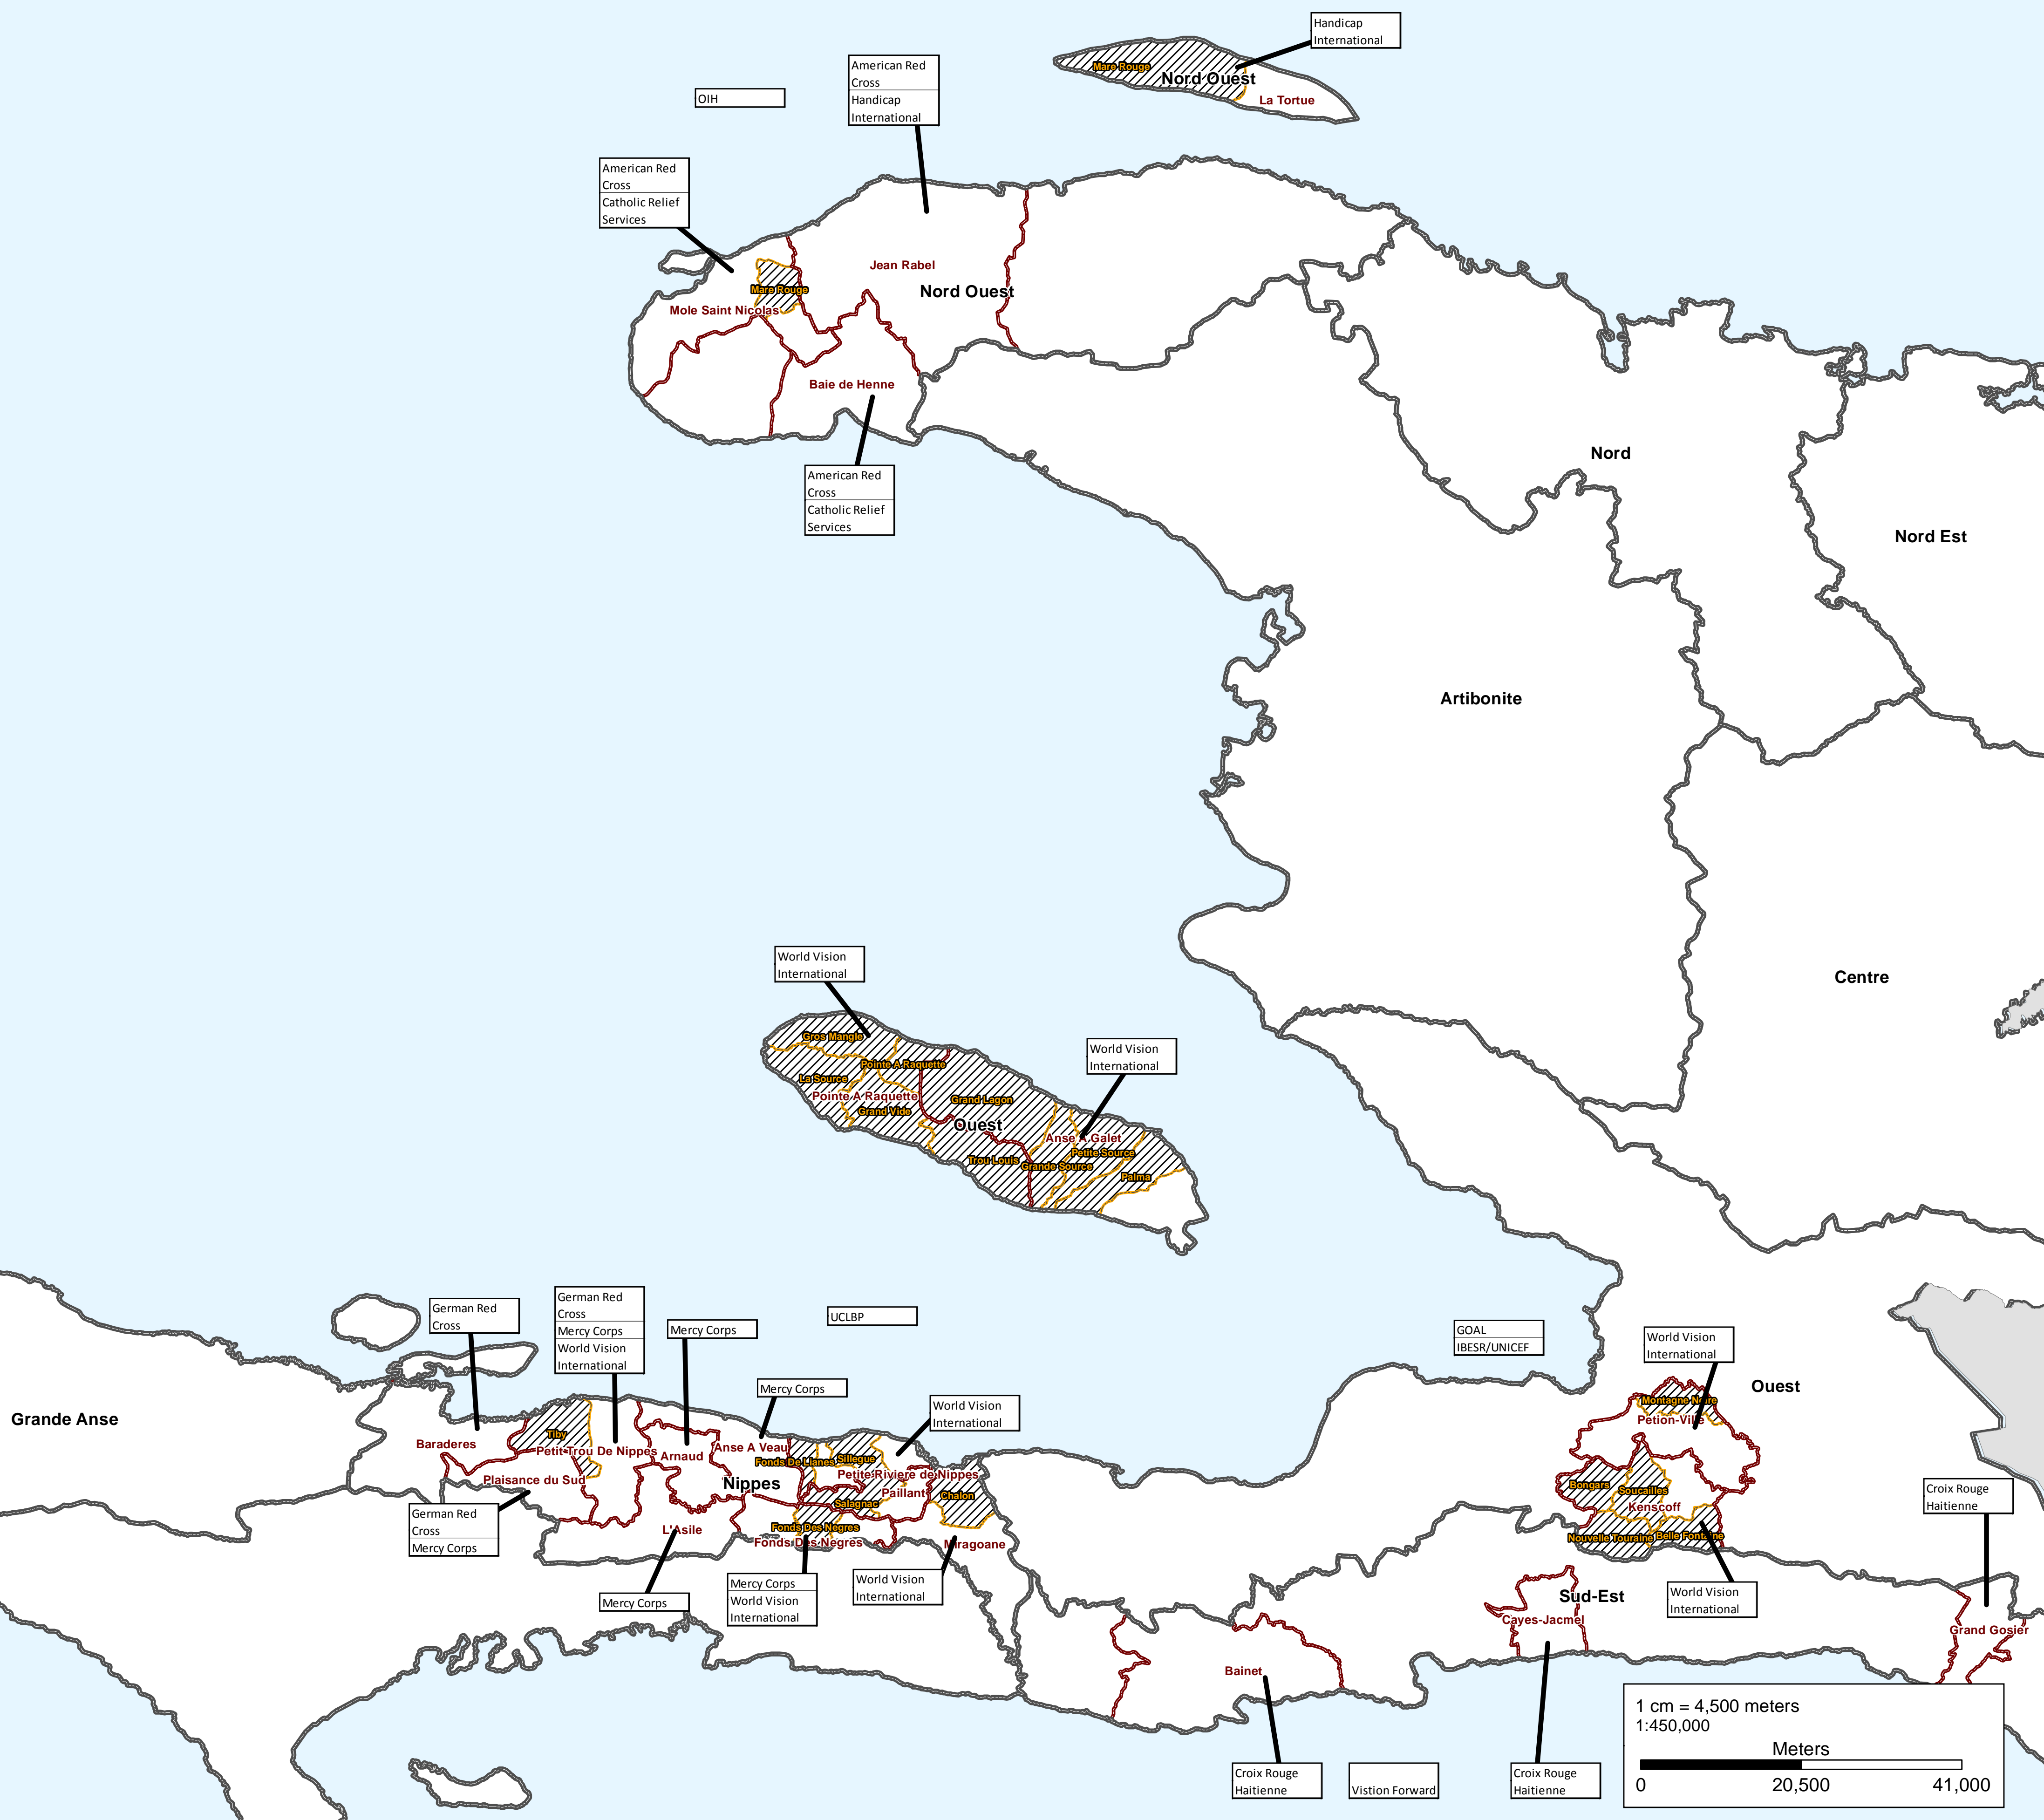 Handicap
International
Mare Rouge
Nord Ouest
La Tortue
OIH
American Red
Cross
Handicap
International
American Red
Cross
Catholic Relief
Services
Jean Rabel
Nord Ouest
Mare Rouge
Mole Saint Nicolas
Baie de Henne
American Red
Cross
Catholic Relief
Services
Nord
Nord Est
Artibonite
Centre
World Vision
International
World Vision
International
Gros Mangle
Pointe A Raquette
La Source
Pointe A Raquette
Grand Vide
Grand Lagon
Ouest
Anse A Galet
Petite Source
Trou Louis
Grande Source
Palma
German Red
Cross
German Red
Cross
Mercy Corps
World Vision
International
Mercy Corps
UCLBP
GOAL
IBESR/UNICEF
World Vision
International
Mercy Corps
World Vision
International
Ouest
Grande Anse
Montagne Noire
Petion-Ville
Tiby
Baraderes
Petit Trou De Nippes
Arnaud
Anse A Veau
Fonds De Lianes
Sillegue
Petite Riviere de Nippes
Plaisance du Sud
Nippes
Paillant
Chalon
Salagnac
Fonds Des Negres
Fonds Des Negres
L'Asile
Miragoane
Bongars
Soucailles
Kenscoff
Nouvelle Touraine
Belle Fontaine
Croix Rouge
Haitienne
German Red
Cross
Mercy Corps
Mercy Corps
Mercy Corps
World Vision
International
World Vision
International
World Vision
International
Sud-Est
Cayes-Jacmel
Grand Gosier
Bainet
Croix Rouge
Haitienne
Vistion Forward
Croix Rouge
Haitienne
1 cm = 4,500 meters
1:450,000
Meters
0 20,500 41,000